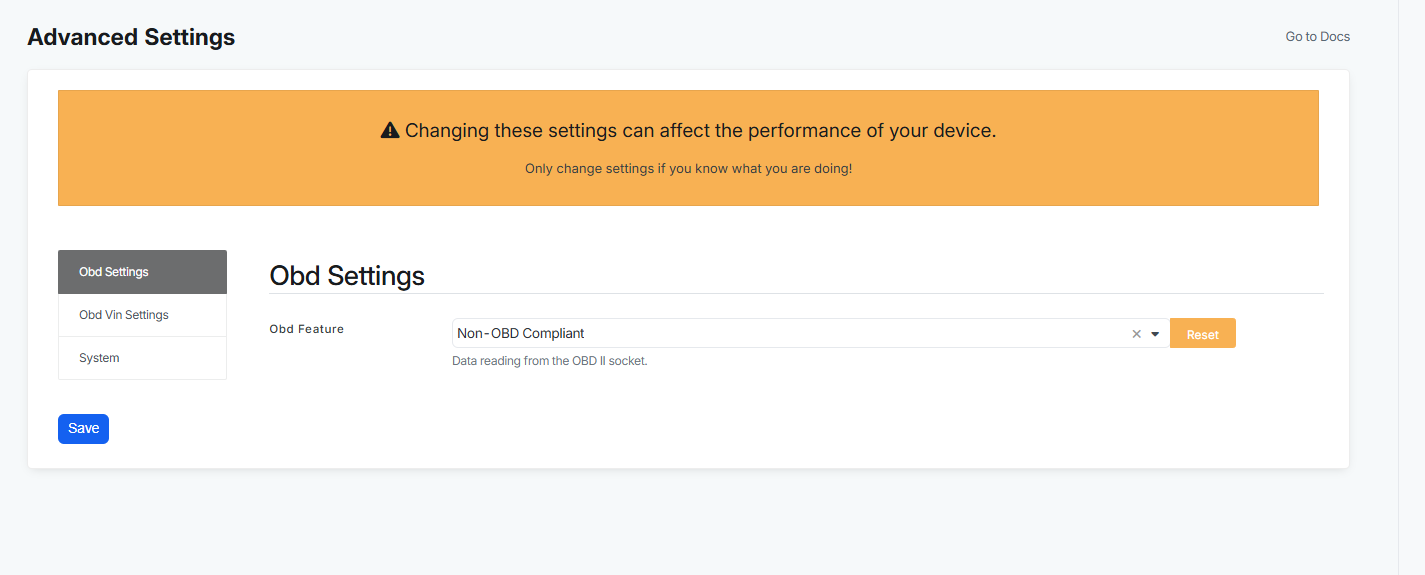 Advanced Settings
Go to Docs
Changing these settings can affect the performance of your device.
Only change settings if you know what you are doing!
Obd Settings
Obd Vin Settings
System
Obd Settings
Obd Feature
Non-OBD Compliant
Reset
Data reading from the OBD II socket.
Save